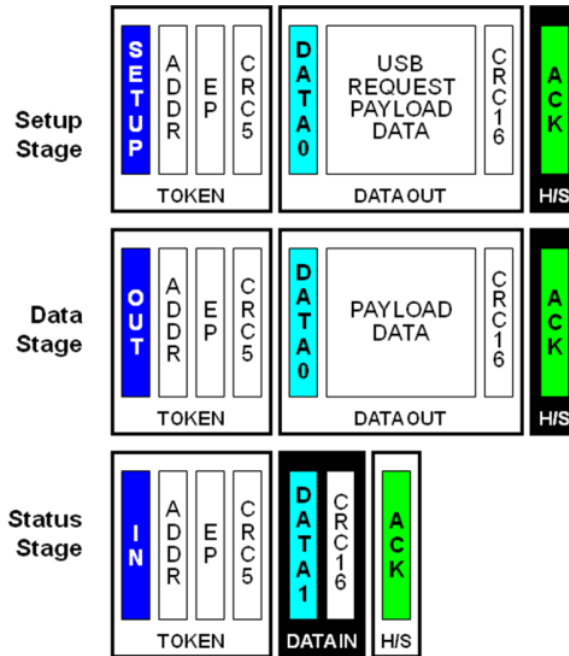 Setup
Stage
SETUP
ADDR
EP
CRC5
TOKEN
DATA0
USB
REQUEST
PAYLOAD
DATA
CRC16
DATA OUT
ACK
H/S
Data
Stage
OUT
ADDR
EP
CRC5
TOKEN
DATA0
PAYLOAD
DATA
CRC16
DATA OUT
ACK
H/S
Status
Stage
IN
ADDR
EP
CRC5
TOKEN
DATA1
CRC16
DATA IN
ACK
H/S